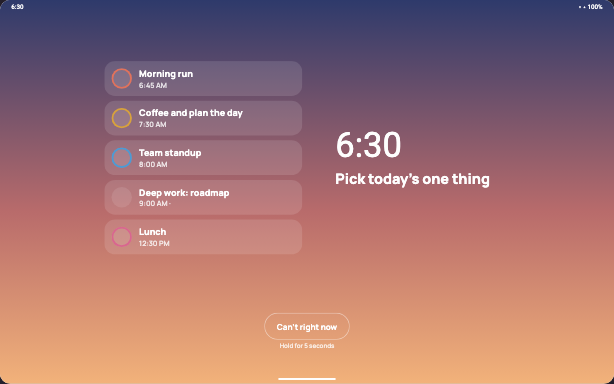 6:30
100%
Morning run
6:45 AM
Coffee and plan the day
7:30 AM
Team standup
8:00 AM
Deep work: roadmap
9:00 AM-
Lunch
12:30 PM
6:30
Pick today's one thing
Can't right now
Hold for 5 seconds